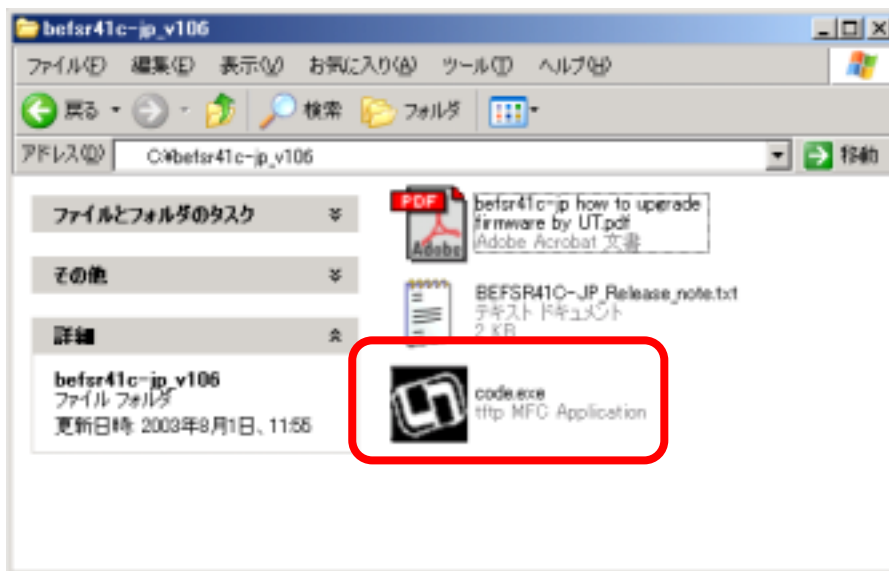 befsr41c-jp_v106
ファイル(F) 編集(E) 表示(V) お気に入り(A) ツール(T) ヘルプ(H)
戻る 検索 フォルダ
アドレス(D) C:¥befsr41c-jp_v106 移動
ファイルとフォルダのタスク
その他
詳細
befsr41c-jp_v106
ファイル フォルダ
更新日時: 2003年8月1日、11:55
PDF
Adobe
befsr41c-jp how to upgrade
firmware by UT.pdf
Adobe Acrobat 文書
BEFSR41C-JP_Release_note.txt
テキスト ドキュメント
2 KB
code.exe
tftp MFC Application